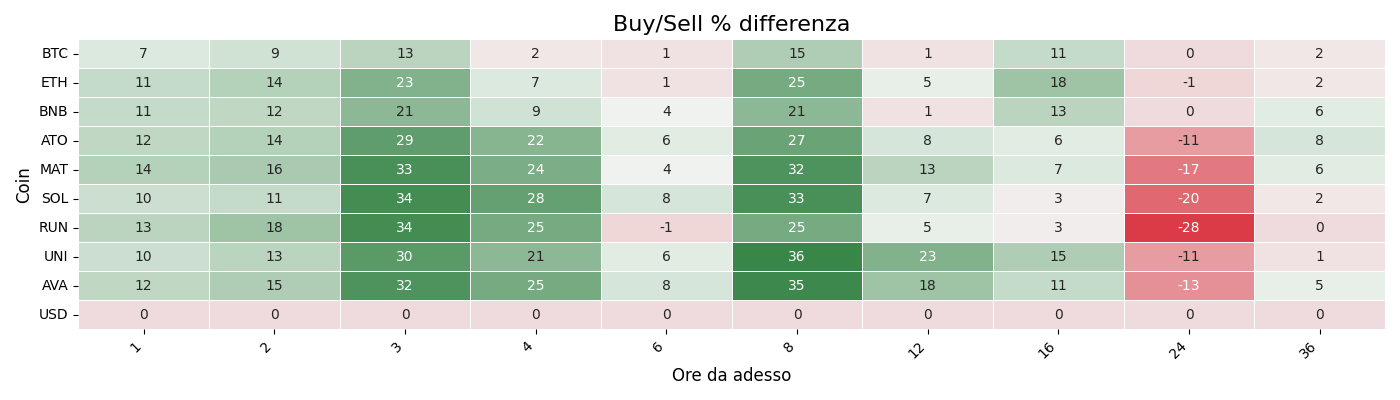 Buy/Sell % differenza
Coin
BTC 7 9 13 2 1 15 1 11 0 2
ETH 11 14 23 7 1 25 5 18 -1 2
BNB 11 12 21 9 4 21 1 13 0 6
ATO 12 14 29 22 6 27 8 6 -11 8
MAT 14 16 33 24 4 32 13 7 -17 6
SOL 10 11 34 28 8 33 7 3 -20 2
RUN 13 18 34 25 -1 25 5 3 -28 0
UNI 10 13 30 21 6 36 23 15 -11 1
AVA 12 15 32 25 8 35 18 11 -13 5
USD 0 0 0 0 0 0 0 0 0 0
1 2 3 4 6 8 12 16 24 36
Ore da adesso